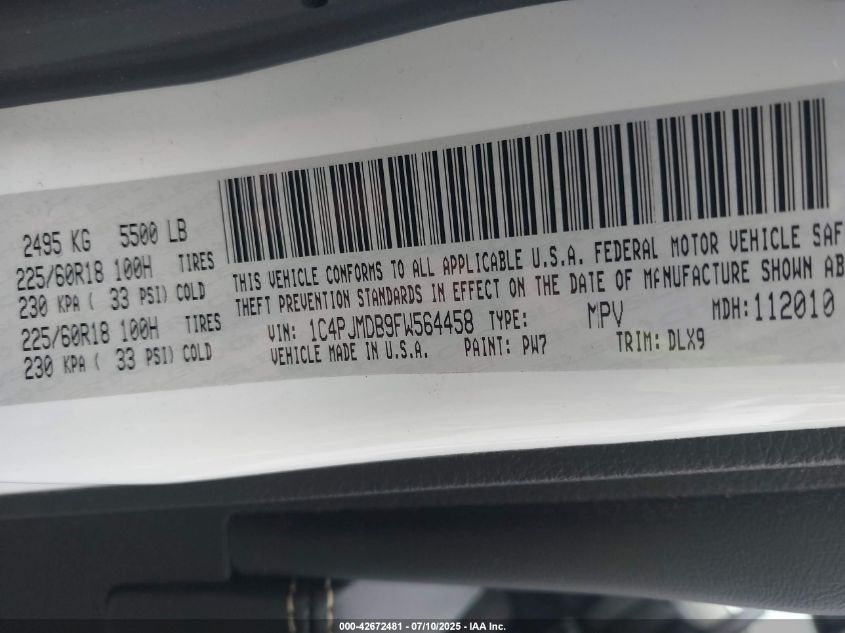 2495 KG 5500 LB
225/60R18 100H TIRES
230 KPA ( 33 PSI) COLD
225/60R18 100H TIRES
230 KPA ( 33 PSI) COLD
THIS VEHICLE CONFORMS TO ALL APPLICABLE U.S.A. FEDERAL MOTOR VEHICLE SAF
THEFT PREVENTION STANDARDS IN EFFECT ON THE DATE OF MANUFACTURE SHOWN AB
VIN: 1C4PJMDB9FW564458 TYPE: MPV MDH:112010
VEHICLE MADE IN U.S.A. PAINT: PW7 TRIM: DLX9
000-42672481 - 07/10/2025 - IAA Inc.